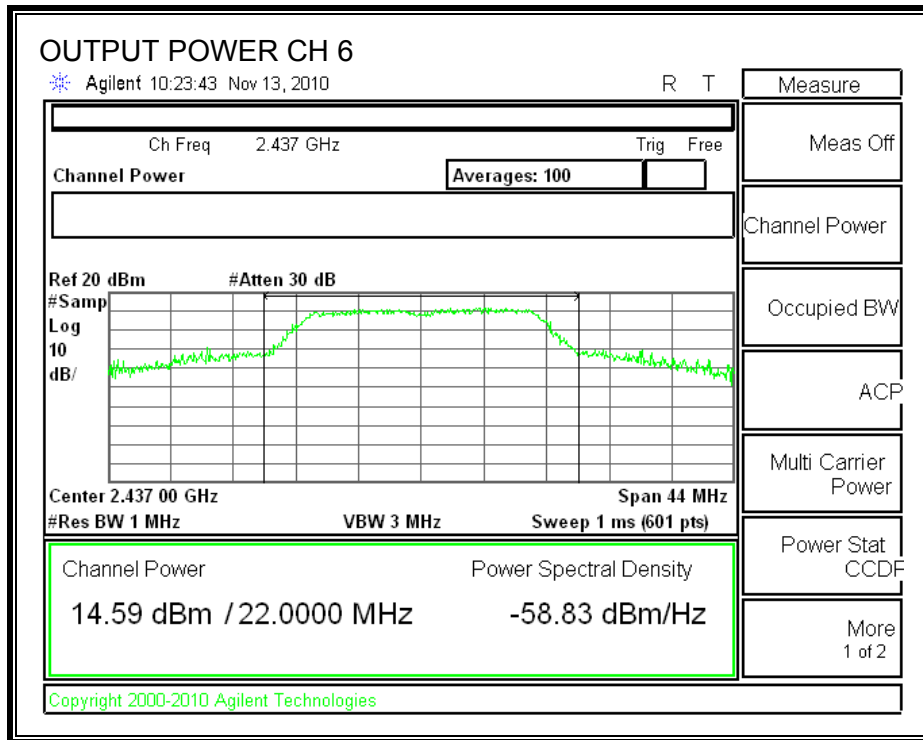 OUTPUT POWER CH 6
Agilent 10:23:43 Nov 13, 2010 R T
Measure
Ch Freq 2.437 GHz Trig Free
Meas Off
Channel Power Averages: 100
Channel Power
Ref 20 dBm #Atten 30 dB
#Samp
Log
10
dB/
Occupied BW
ACP
Multi Carrier
Power
Center 2.437 00 GHz Span 44 MHz
#Res BW 1 MHz VBW 3 MHz Sweep 1 ms (601 pts)
Power Stat
CCDF
Channel Power Power Spectral Density
14.59 dBm / 22.0000 MHz -58.83 dBm/Hz
More
1 of 2
Copyright 2000-2010 Agilent Technologies